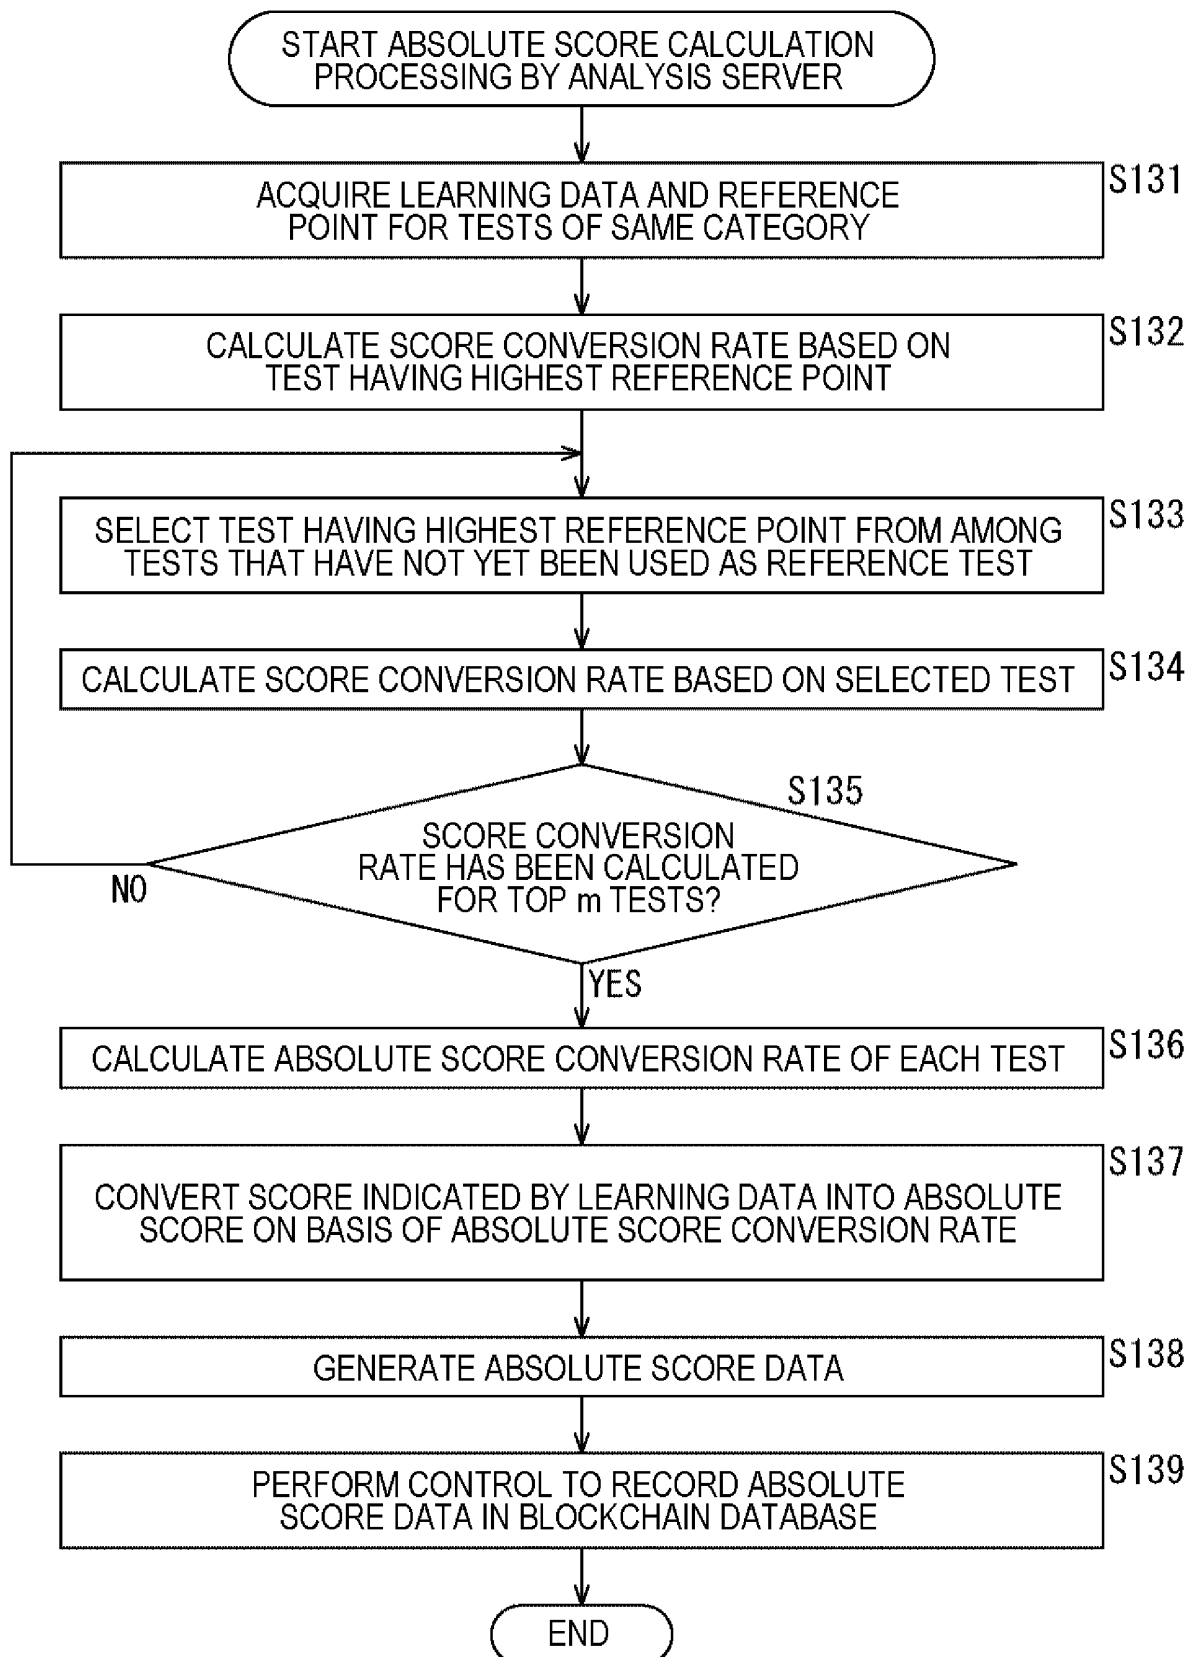 START ABSOLUTE SCORE CALCULATION
PROCESSING BY ANALYSIS SERVER
S131
ACQUIRE LEARNING DATA AND REFERENCE
POINT FOR TESTS OF SAME CATEGORY
S132
CALCULATE SCORE CONVERSION RATE BASED ON
TEST HAVING HIGHEST REFERENCE POINT
S133
SELECT TEST HAVING HIGHEST REFERENCE POINT FROM AMONG
TESTS THAT HAVE NOT YET BEEN USED AS REFERENCE TEST
S134
CALCULATE SCORE CONVERSION RATE BASED ON SELECTED TEST
S135
SCORE CONVERSION
RATE HAS BEEN CALCULATED
FOR TOP m TESTS?
NO
YES
S136
CALCULATE ABSOLUTE SCORE CONVERSION RATE OF EACH TEST
S137
CONVERT SCORE INDICATED BY LEARNING DATA INTO ABSOLUTE
SCORE ON BASIS OF ABSOLUTE SCORE CONVERSION RATE
S138
GENERATE ABSOLUTE SCORE DATA
S139
PERFORM CONTROL TO RECORD ABSOLUTE
SCORE DATA IN BLOCKCHAIN DATABASE
END